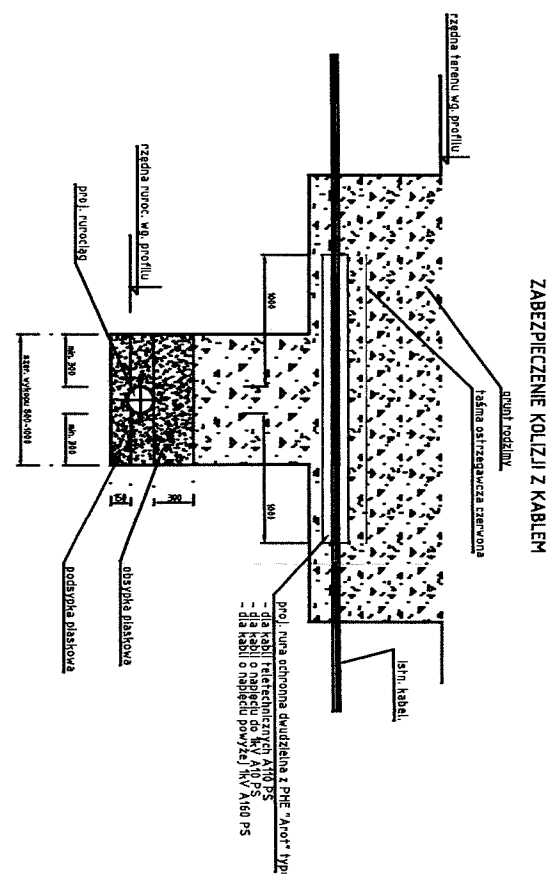 ZABEZPIECZENIE KOLIZJI Z KABLEM
rzędna terenu wg. profilu
grunt rodzimy
taśma ostrzegawcza czerwona
istn. kabel.
1000
1000
proj. rura ochronna dwudzielna z PHE "Arot" typu
- dla kabli teletechnicznych A110 PS
- dla kabli o napięciu do 1kV A10 PS
- dla kabli o napięciu powyżej 1kV A160 PS
rzędna ruroc. wg. profilu
proj. rurociąg
300
150
min. 300
min. 300
szer. wykopu 800-1000
obsypka piaskowa
podsypka piaskowa